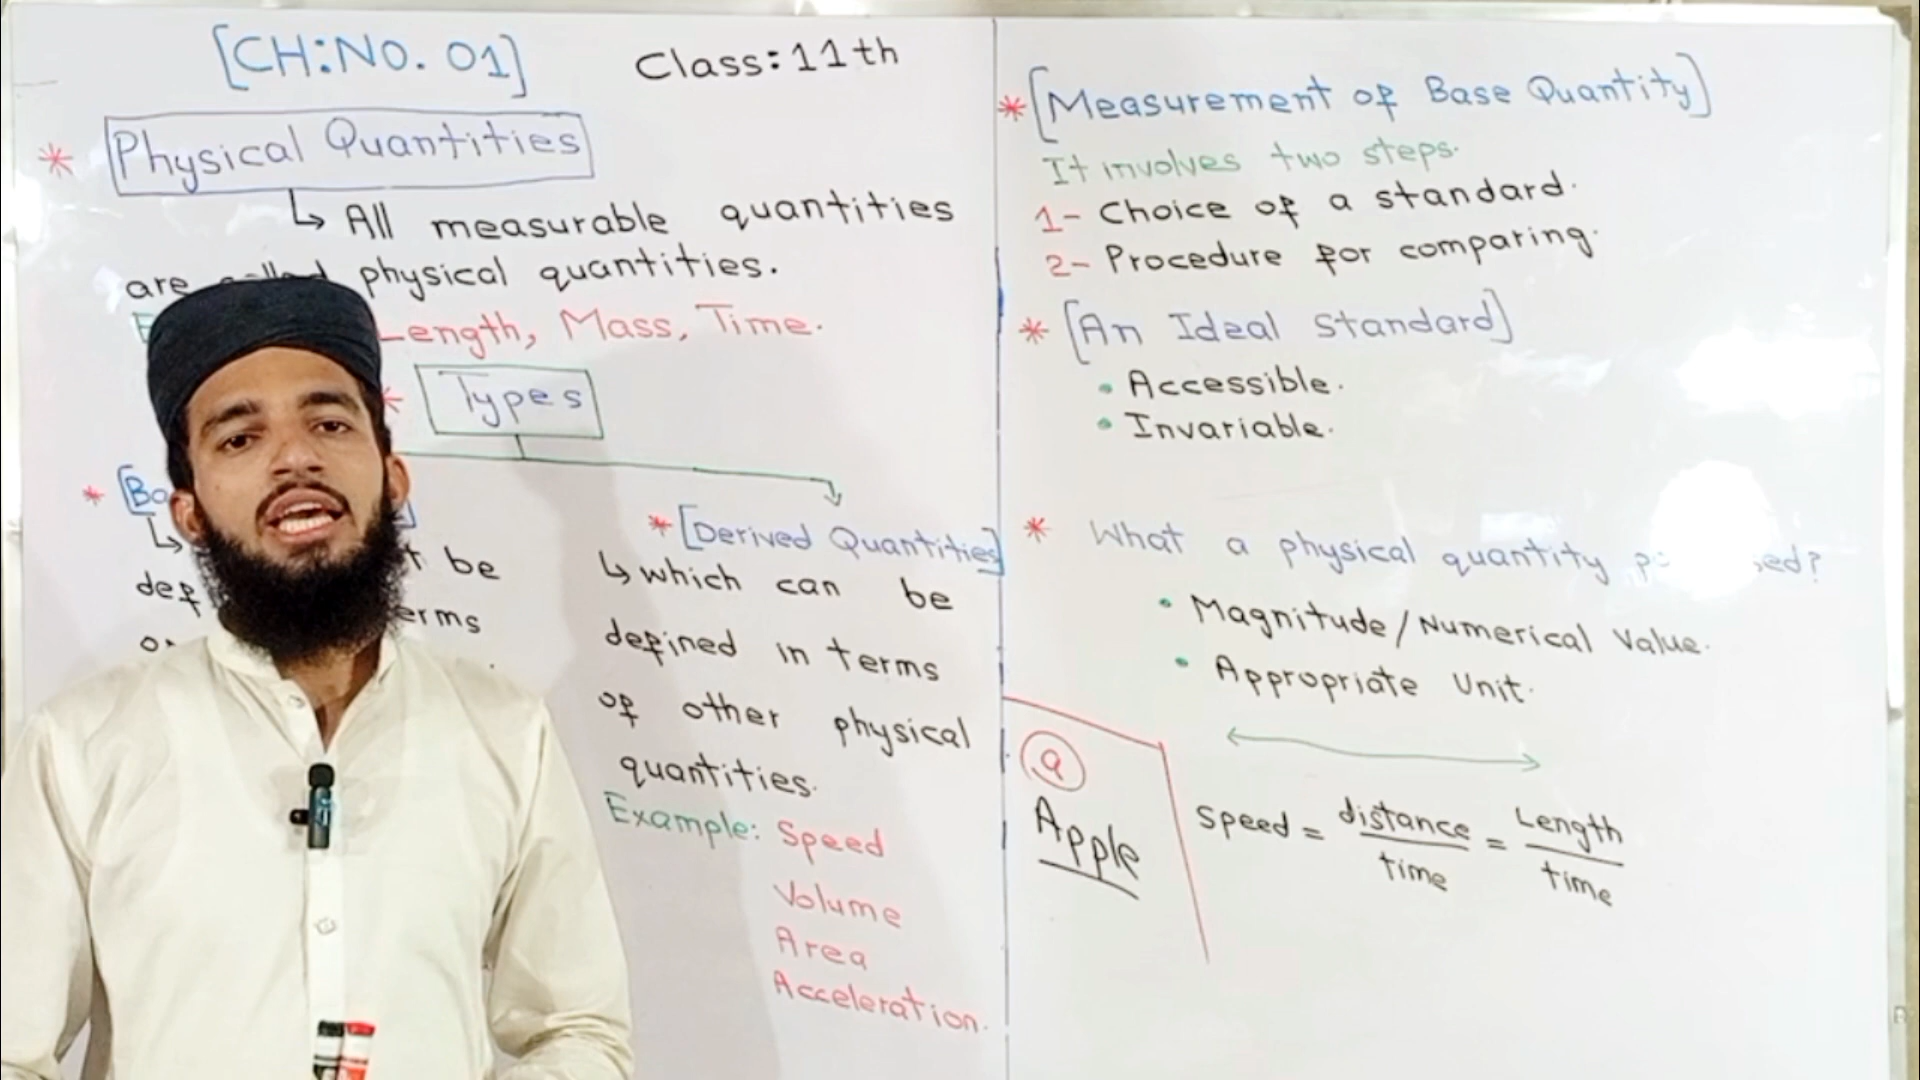 [CH:NO. 01]
Class: 11th
* Physical Quantities
↳ All measurable quantities
are called physical quantities.
Length, Mass, Time.
* Types
* [Ba
↳ t be
def erms
* [Derived Quantities]
↳ which can be
defined in terms
of other physical
quantities.
Example: Speed
Volume
Area
Acceleration.
* [Measurement of Base Quantity]
It involves two steps.
1- Choice of a standard.
2- Procedure for comparing.
* [An Ideal Standard]
• Accessible.
• Invariable.
* What a physical quantity sed?
• Magnitude/Numerical Value.
• Appropriate Unit.
Apple
Speed = distance/time = Length/time